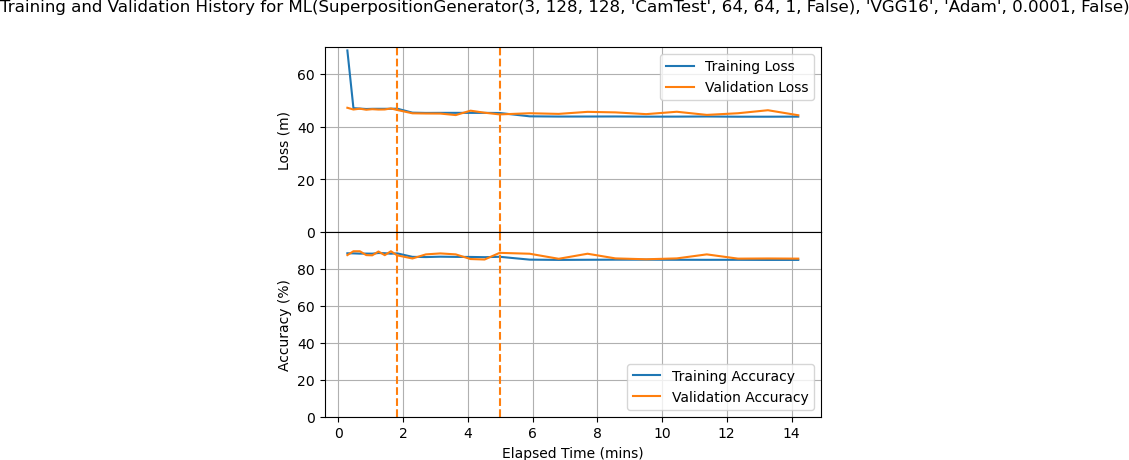 Training and Validation History for ML(SuperpositionGenerator(3, 128, 128, 'CamTest', 64, 64, 1, False), 'VGG16', 'Adam', 0.0001, False)
Training Loss
Validation Loss
60
40
20
0
Loss (m)
80
60
40
20
0
Accuracy (%)
Training Accuracy
Validation Accuracy
0 2 4 6 8 10 12 14
Elapsed Time (mins)